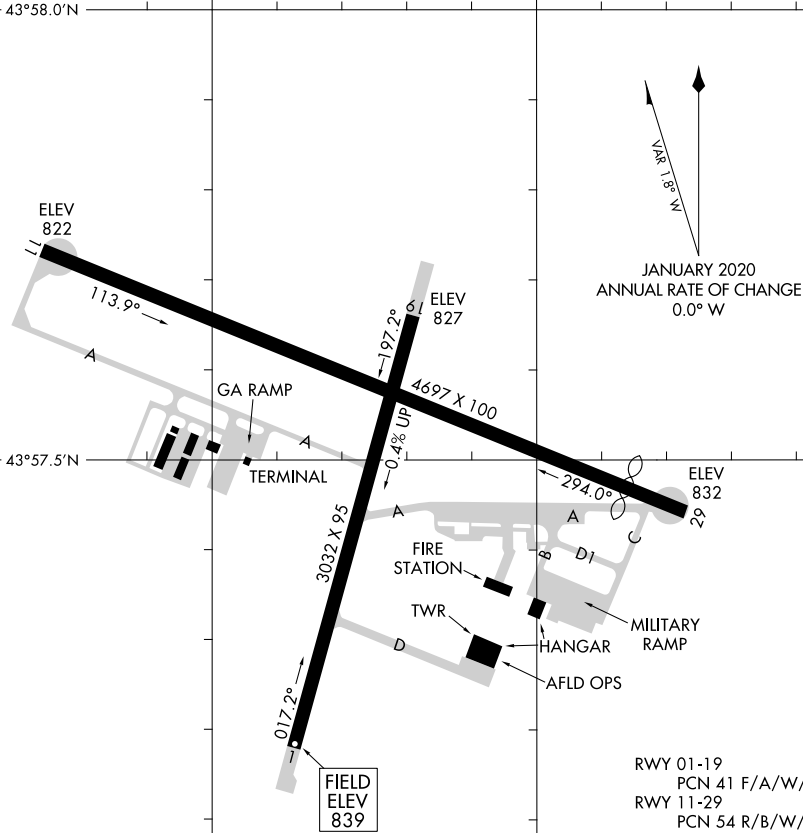 43°58.0'N
VAR 1.8° W
JANUARY 2020
ANNUAL RATE OF CHANGE
0.0° W
ELEV
822
11
113.9°
A
19
ELEV
827
197.2°
GA RAMP
4697 X 100
0.4% UP
A
43°57.5'N
TERMINAL
294.0°
ELEV
832
29
A
A
C
3032 X 95
FIRE
STATION
B
D1
TWR
MILITARY
RAMP
HANGAR
D
AFLD OPS
017.2°
1
FIELD
ELEV
839
RWY 01-19
PCN 41 F/A/W/
RWY 11-29
PCN 54 R/B/W/